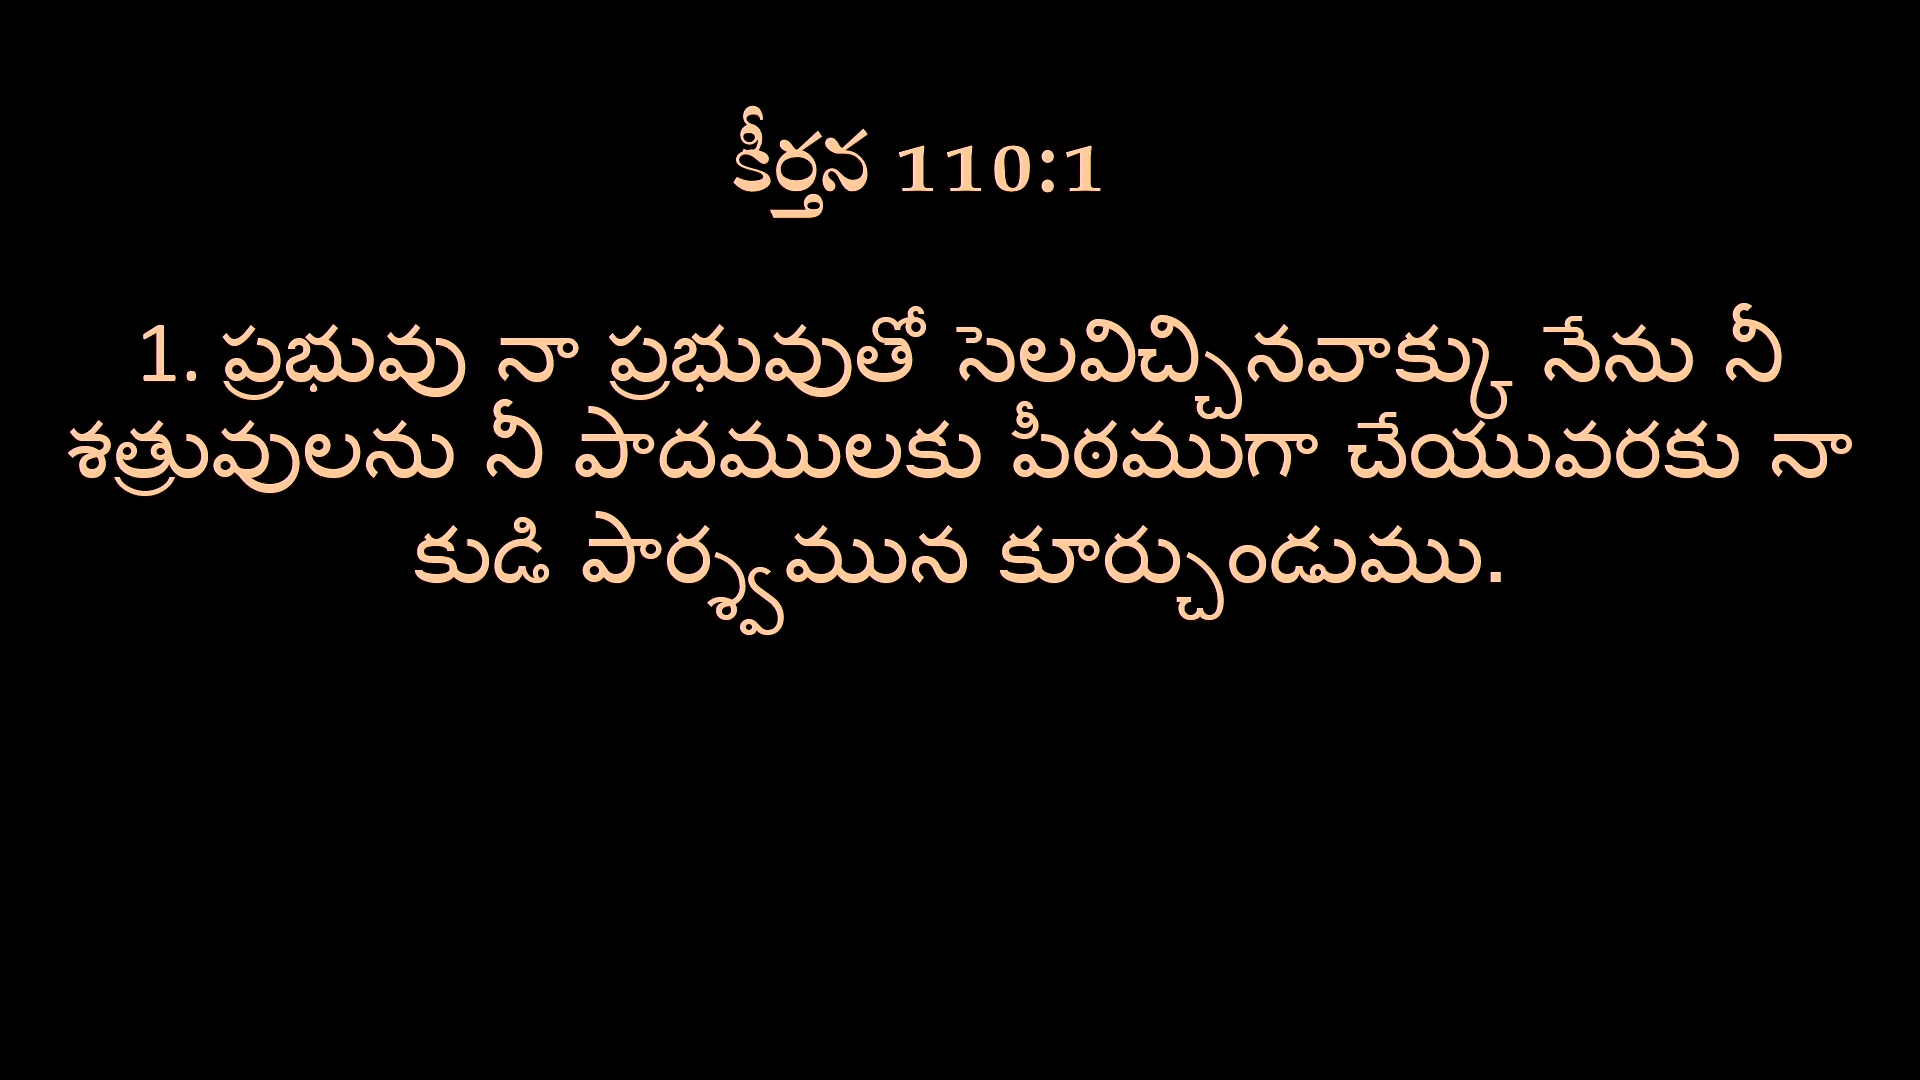 కీర్తన 110:1
1. ప్రభువు నా ప్రభువుతో సెలవిచ్చినవాక్కు నేను నీ
శత్రువులను నీ పాదములకు పీఠముగా చేయువరకు నా
కుడి పార్శ్వమున కూర్చుండుము.